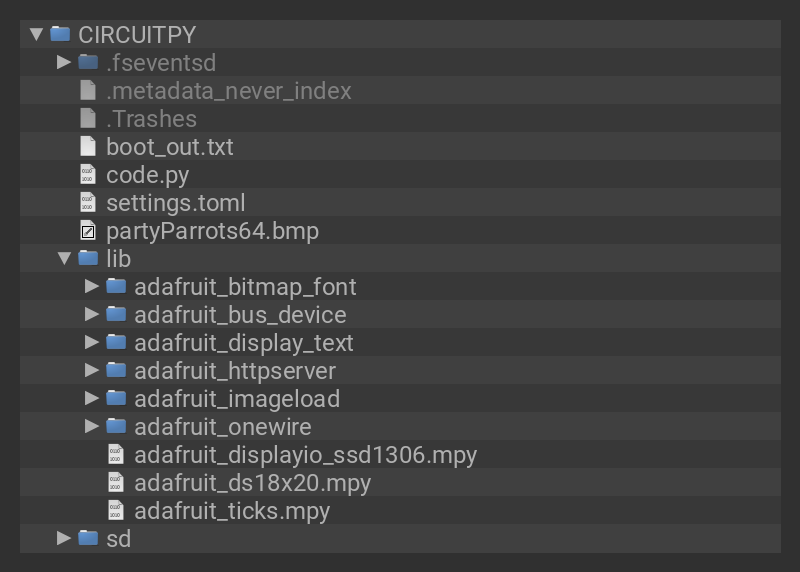 CIRCUITPY
.fseventsd
.metadata_never_index
.Trashes
boot_out.txt
code.py
settings.toml
partyParrots64.bmp
lib
adafruit_bitmap_font
adafruit_bus_device
adafruit_display_text
adafruit_httpserver
adafruit_imageload
adafruit_onewire
adafruit_displayio_ssd1306.mpy
adafruit_ds18x20.mpy
adafruit_ticks.mpy
sd